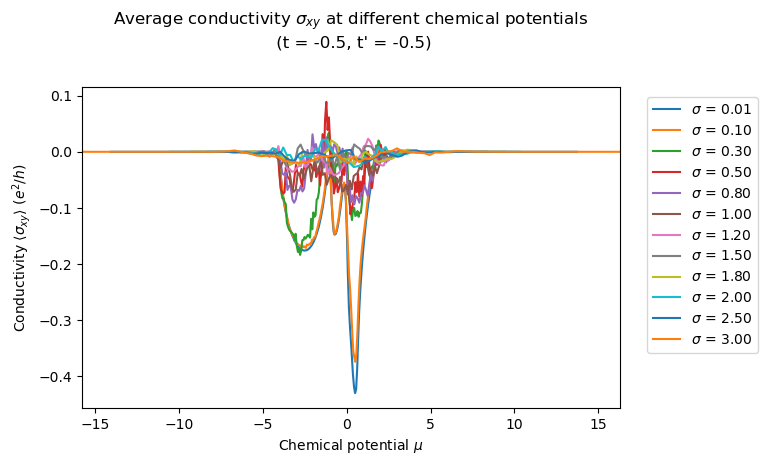 Average conductivity σxy at different chemical potentials
(t = -0.5, t' = -0.5)
Conductivity ⟨σxy⟩ (e²/h)
0.1
0.0
−0.1
−0.2
−0.3
−0.4
−15
−10
−5
0
5
10
15
Chemical potential μ
σ = 0.01
σ = 0.10
σ = 0.30
σ = 0.50
σ = 0.80
σ = 1.00
σ = 1.20
σ = 1.50
σ = 1.80
σ = 2.00
σ = 2.50
σ = 3.00